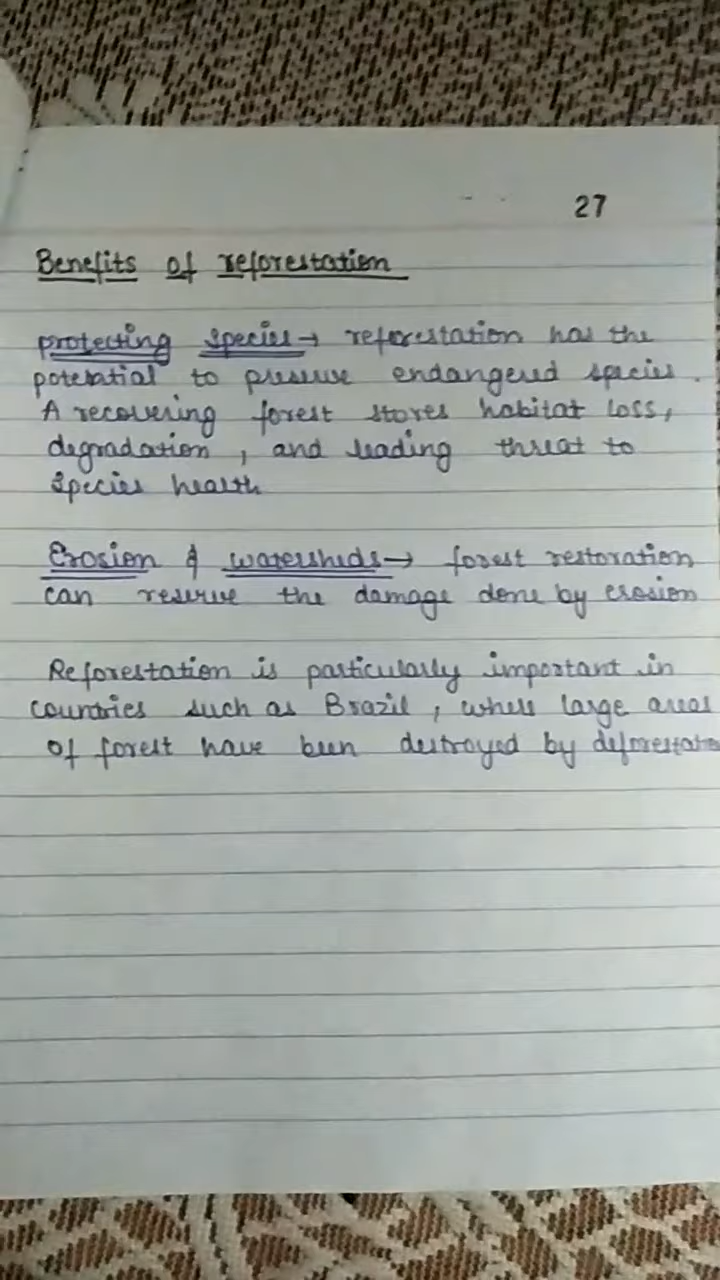 27
Benefits of reforestation
protecting species → reforestation has the
potential to preserve endangered species.
A recovering forest stores habitat loss,
degradation, and leading threat to
species health
Erosion & watersheds → forest restoration
can reserve the damage done by erosion
Reforestation is particularly important in
countries such as Brazil, where large areas
of forest have been destroyed by